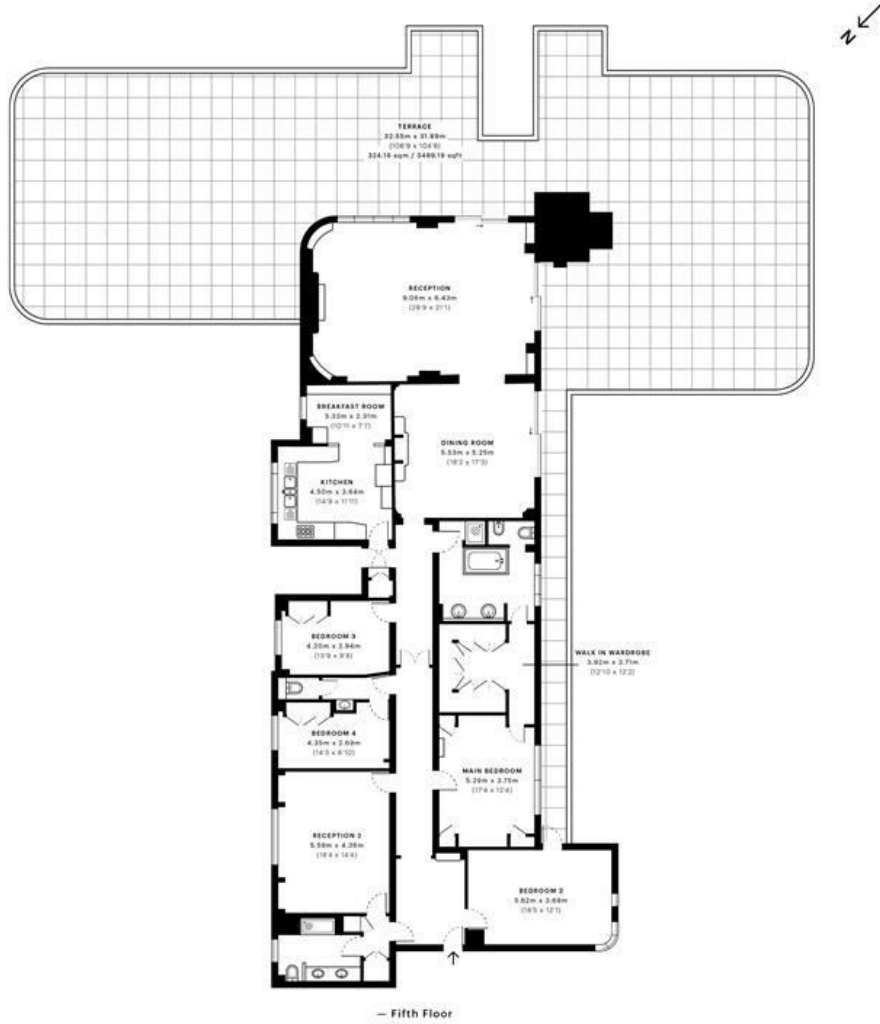 N
TERRACE
32.55m x 31.89m
(106'9 x 104'8)
324.16 sqm / 3489.19 sqft
RECEPTION
9.06m x 6.43m
(29'9 x 21'1)
BREAKFAST ROOM
3.33m x 2.31m
(10'11 x 7'7)
DINING ROOM
5.53m x 5.25m
(18'2 x 17'3)
KITCHEN
4.50m x 3.64m
(14'9 x 11'11)
BEDROOM 3
4.20m x 2.94m
(13'9 x 9'8)
WALK IN WARDROBE
3.92m x 3.71m
(12'10 x 12'2)
BEDROOM 4
4.35m x 2.69m
(14'3 x 8'10)
MAIN BEDROOM
5.29m x 3.75m
(17'4 x 12'4)
RECEPTION 2
5.59m x 4.36m
(18'4 x 14'4)
BEDROOM 2
5.62m x 3.69m
(18'5 x 12'1)
— Fifth Floor